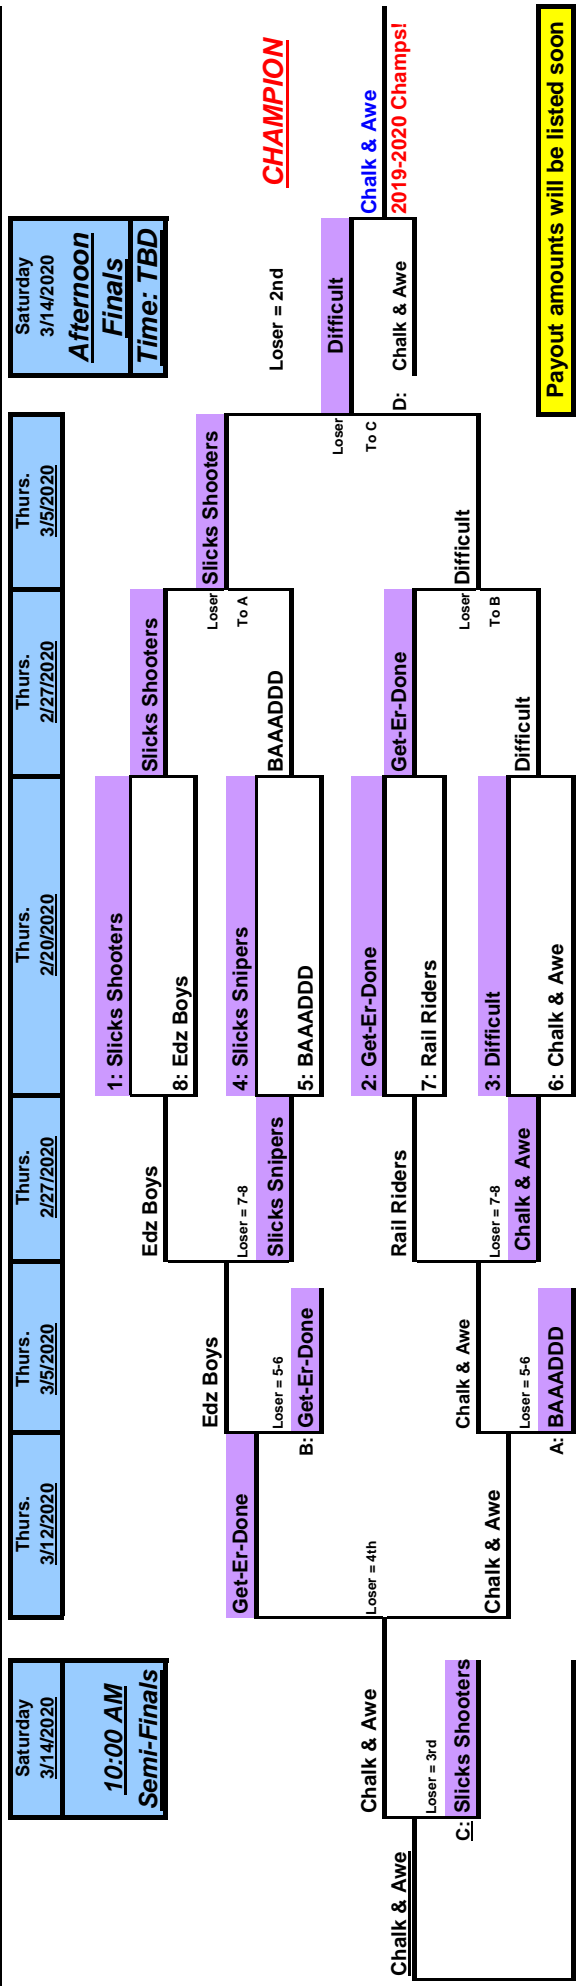 Saturday
3/14/2020
10:00 AM
Semi-Finals
Thurs.
3/12/2020
Thurs.
3/5/2020
Thurs.
2/27/2020
Thurs.
2/20/2020
Thurs.
2/27/2020
Thurs.
3/5/2020
Saturday
3/14/2020
Afternoon
Finals
Time: TBD
Chalk & Awe
Chalk & Awe
Loser = 3rd
C: Slicks Shooters
Get-Er-Done
Loser = 4th
Chalk & Awe
Edz Boys
Loser = 5-6
B: Get-Er-Done
Chalk & Awe
Loser = 5-6
A: BAAADDD
Edz Boys
Loser = 7-8
Slicks Snipers
Rail Riders
Loser = 7-8
Chalk & Awe
1: Slicks Shooters
8: Edz Boys
4: Slicks Snipers
5: BAAADDD
2: Get-Er-Done
7: Rail Riders
3: Difficult
6: Chalk & Awe
Slicks Shooters
Loser
To A
BAAADDD
Get-Er-Done
Loser
To B
Difficult
Slicks Shooters
Loser
To C
Difficult
Loser = 2nd
Difficult
D: Chalk & Awe
CHAMPION
Chalk & Awe
2019-2020 Champs!
Payout amounts will be listed soon